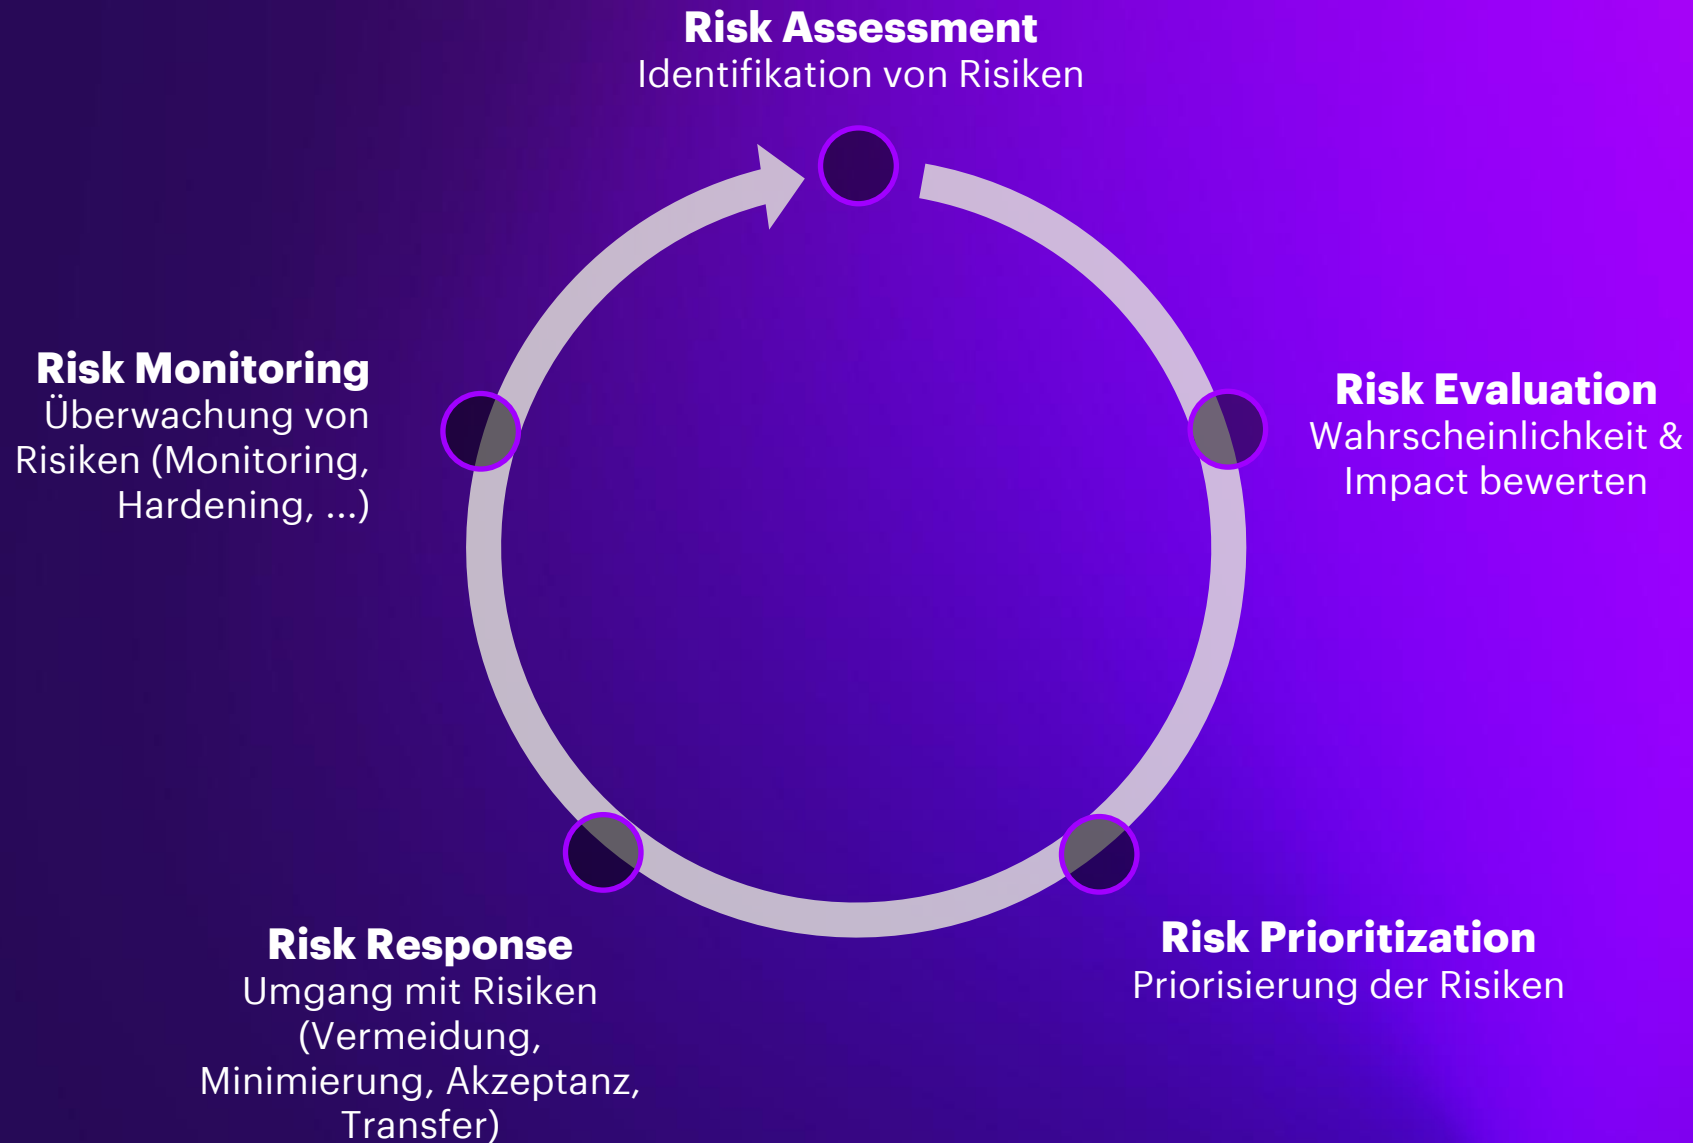 Risk Assessment
Identifikation von Risiken
Risk Evaluation
Wahrscheinlichkeit &
Impact bewerten
Risk Prioritization
Priorisierung der Risiken
Risk Response
Umgang mit Risiken
(Vermeidung,
Minimierung, Akzeptanz,
Transfer)
Risk Monitoring
Überwachung von
Risiken (Monitoring,
Hardening, ...)